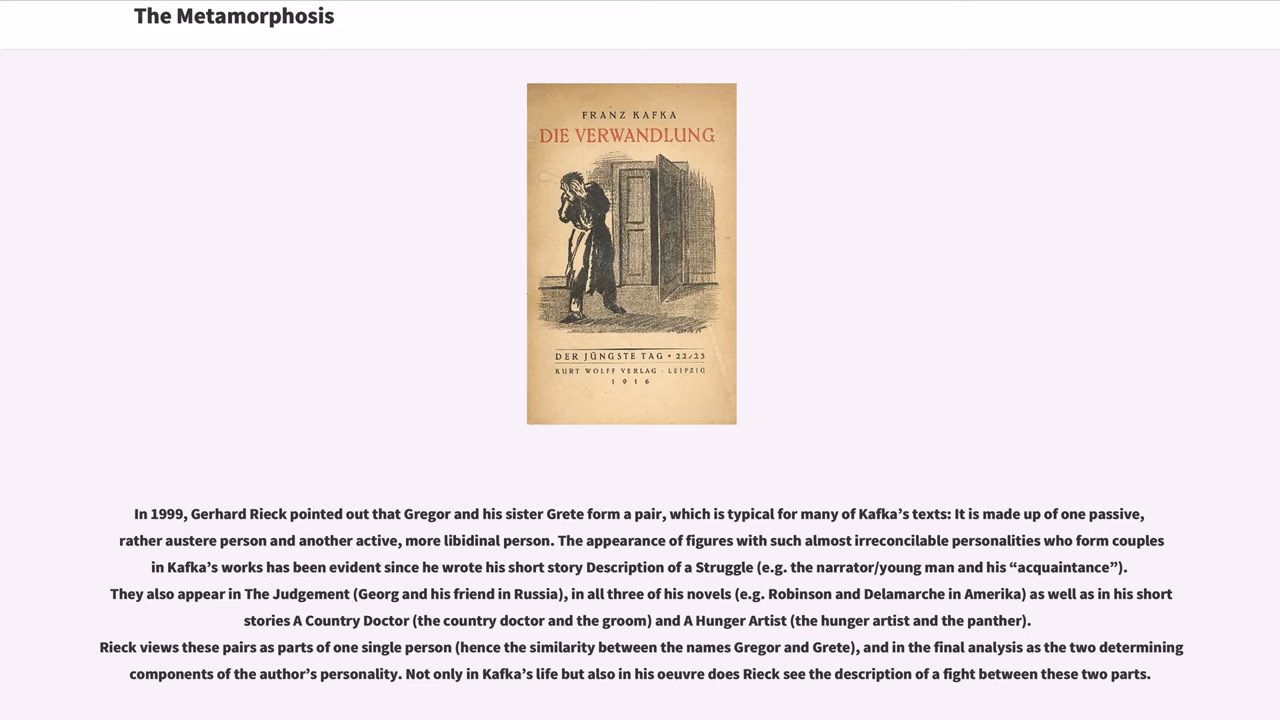 The Metamorphosis
FRANZ KAFKA
DIE VERWANDLUNG
DER JÜNGSTE TAG • 22/23
KURT WOLFF VERLAG · LEIPZIG
1916
In 1999, Gerhard Rieck pointed out that Gregor and his sister Grete form a pair, which is typical for many of Kafka’s texts: It is made up of one passive,
rather austere person and another active, more libidinal person. The appearance of figures with such almost irreconcilable personalities who form couples
in Kafka’s works has been evident since he wrote his short story Description of a Struggle (e.g. the narrator/young man and his “acquaintance”).
They also appear in The Judgement (Georg and his friend in Russia), in all three of his novels (e.g. Robinson and Delamarche in Amerika) as well as in his short
stories A Country Doctor (the country doctor and the groom) and A Hunger Artist (the hunger artist and the panther).
Rieck views these pairs as parts of one single person (hence the similarity between the names Gregor and Grete), and in the final analysis as the two determining
components of the author’s personality. Not only in Kafka’s life but also in his oeuvre does Rieck see the description of a fight between these two parts.